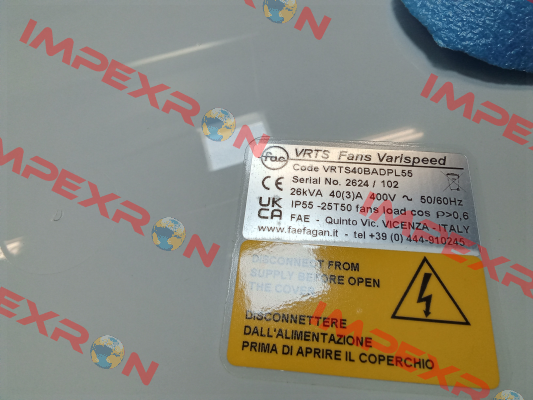 IMPEXRON
IMPEXRON
IMPEXRON
IMPEXRON
IMPEXRON
fae VRTS Fans Varispeed
Code VRTS40BADPL55
Serial No. 2624 / 102
26kVA 40(3)A 400V ~ 50/60Hz
IP55 -25T50 fans load cos φ>0,6
FAE - Quinto Vic. VICENZA - ITALY
www.faefagan.it - tel +39 (0) 444-910245
CE
UK
CA
DISCONNECT FROM
SUPPLY BEFORE OPEN
THE COVER
DISCONNETTERE
DALL'ALIMENTAZIONE
PRIMA DI APRIRE IL COPERCHIO